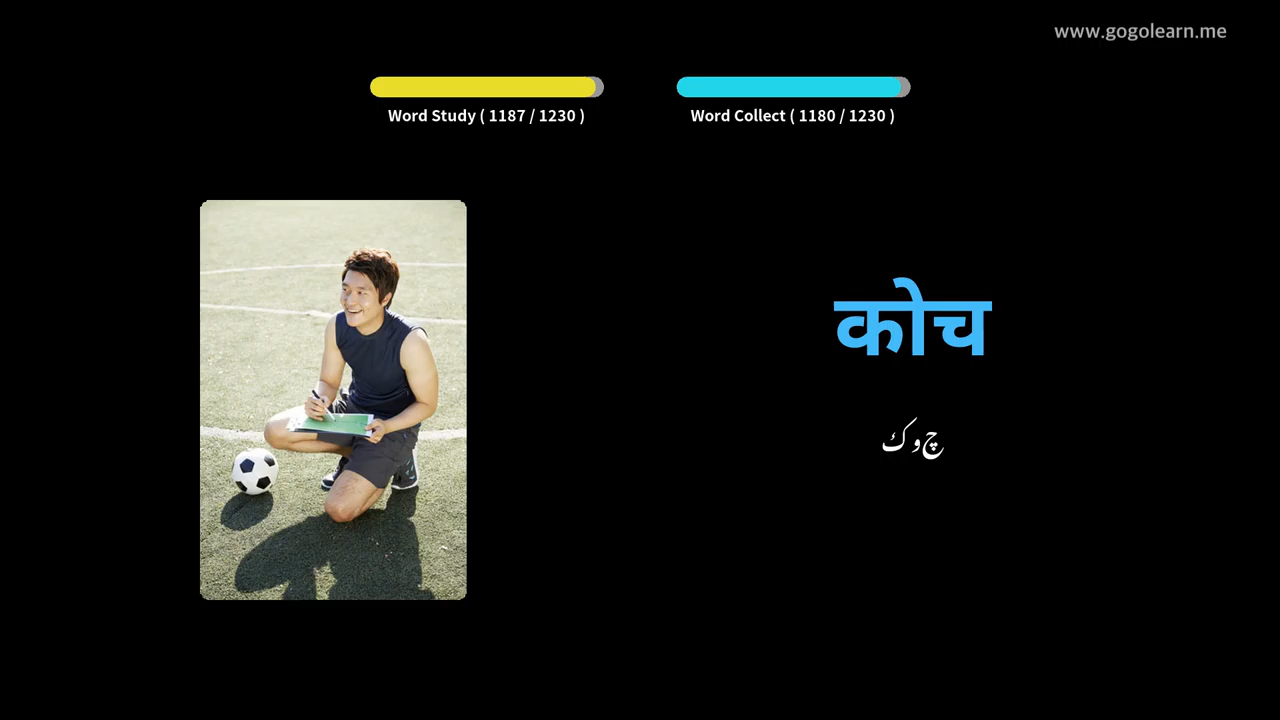 www.gogolearn.me
Word Study ( 1187 / 1230 )
Word Collect ( 1180 / 1230 )
कोच
چوک